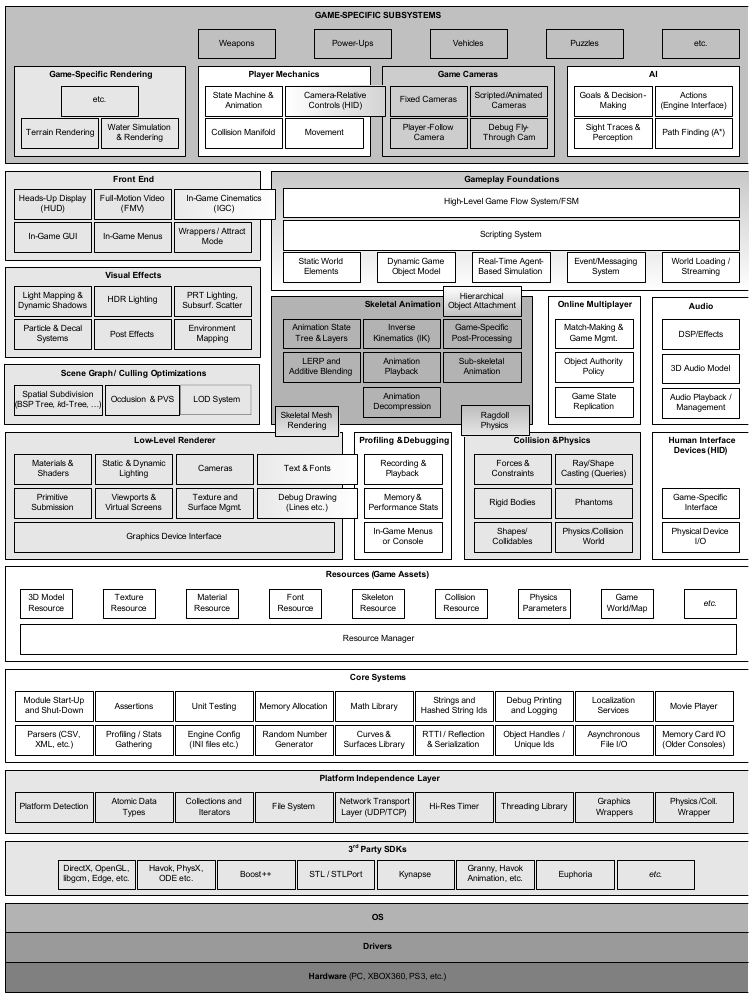 GAME-SPECIFIC SUBSYSTEMS
Weapons
Power-Ups
Vehicles
Puzzles
etc.
Game-Specific Rendering
etc.
Terrain Rendering
Water Simulation
& Rendering
Player Mechanics
State Machine &
Animation
Camera-Relative
Controls (HID)
Collision Manifold
Movement
Game Cameras
Fixed Cameras
Scripted/Animated
Cameras
Player-Follow
Camera
Debug Fly-
Through Cam
AI
Goals & Decision-
Making
Actions
(Engine Interface)
Sight Traces &
Perception
Path Finding (A*)
Front End
Heads-Up Display
(HUD)
Full-Motion Video
(FMV)
In-Game Cinematics
(IGC)
In-Game GUI
In-Game Menus
Wrappers / Attract
Mode
Gameplay Foundations
High-Level Game Flow System/FSM
Scripting System
Static World
Elements
Dynamic Game
Object Model
Real-Time Agent-
Based Simulation
Event/Messaging
System
World Loading /
Streaming
Visual Effects
Light Mapping &
Dynamic Shadows
HDR Lighting
PRT Lighting,
Subsurf. Scatter
Particle & Decal
Systems
Post Effects
Environment
Mapping
Skeletal Animation
Hierarchical
Object Attachment
Animation State
Tree & Layers
Inverse
Kinematics (IK)
Game-Specific
Post-Processing
LERP and
Additive Blending
Animation
Playback
Sub-skeletal
Animation
Animation
Decompression
Skeletal Mesh
Rendering
Ragdoll
Physics
Online Multiplayer
Match-Making &
Game Mgmt.
Object Authority
Policy
Game State
Replication
Audio
DSP/Effects
3D Audio Model
Audio Playback /
Management
Scene Graph / Culling Optimizations
Spatial Subdivision
(BSP Tree, kd-Tree, …)
Occlusion & PVS
LOD System
Low-Level Renderer
Materials &
Shaders
Static & Dynamic
Lighting
Cameras
Text & Fonts
Primitive
Submission
Viewports &
Virtual Screens
Texture and
Surface Mgmt.
Debug Drawing
(Lines etc.)
Graphics Device Interface
Profiling & Debugging
Recording &
Playback
Memory &
Performance Stats
In-Game Menus
or Console
Collision & Physics
Forces &
Constraints
Ray/Shape
Casting (Queries)
Rigid Bodies
Phantoms
Shapes/
Collidables
Physics/Collision
World
Human Interface
Devices (HID)
Game-Specific
Interface
Physical Device
I/O
Resources (Game Assets)
3D Model
Resource
Texture
Resource
Material
Resource
Font
Resource
Skeleton
Resource
Collision
Resource
Physics
Parameters
Game
World/Map
etc.
Resource Manager
Core Systems
Module Start-Up
and Shut-Down
Assertions
Unit Testing
Memory Allocation
Math Library
Strings and
Hashed String Ids
Debug Printing
and Logging
Localization
Services
Movie Player
Parsers (CSV,
XML, etc.)
Profiling / Stats
Gathering
Engine Config
(INI files etc.)
Random Number
Generator
Curves &
Surfaces Library
RTTI / Reflection
& Serialization
Object Handles /
Unique Ids
Asynchronous
File I/O
Memory Card I/O
(Older Consoles)
Platform Independence Layer
Platform Detection
Atomic Data
Types
Collections and
Iterators
File System
Network Transport
Layer (UDP/TCP)
Hi-Res Timer
Threading Library
Graphics
Wrappers
Physics/Coll.
Wrapper
3rd Party SDKs
DirectX, OpenGL,
libgcm, Edge, etc.
Havok, PhysX,
ODE etc.
Boost++
STL / STLPort
Kynapse
Granny, Havok
Animation, etc.
Euphoria
etc.
OS
Drivers
Hardware (PC, XBOX360, PS3, etc.)